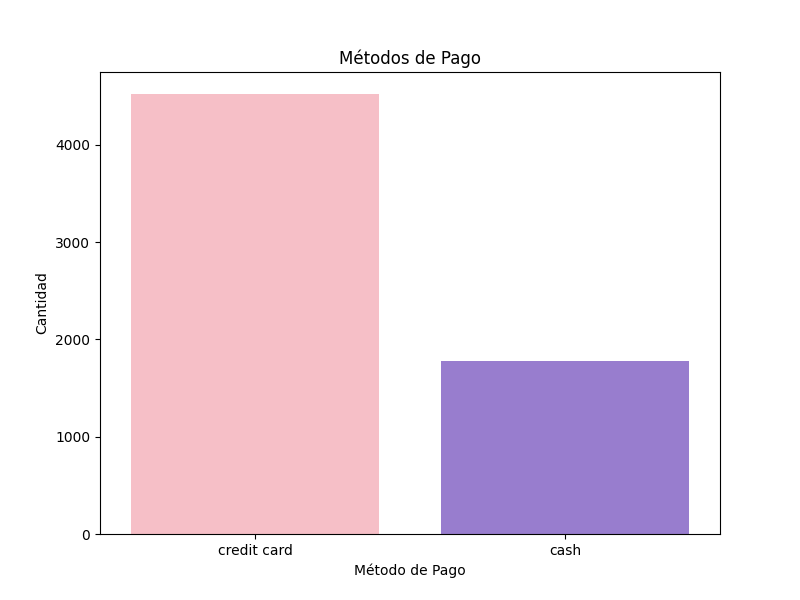 Métodos de Pago
4000
3000
2000
1000
0
Cantidad
credit card
cash
Método de Pago